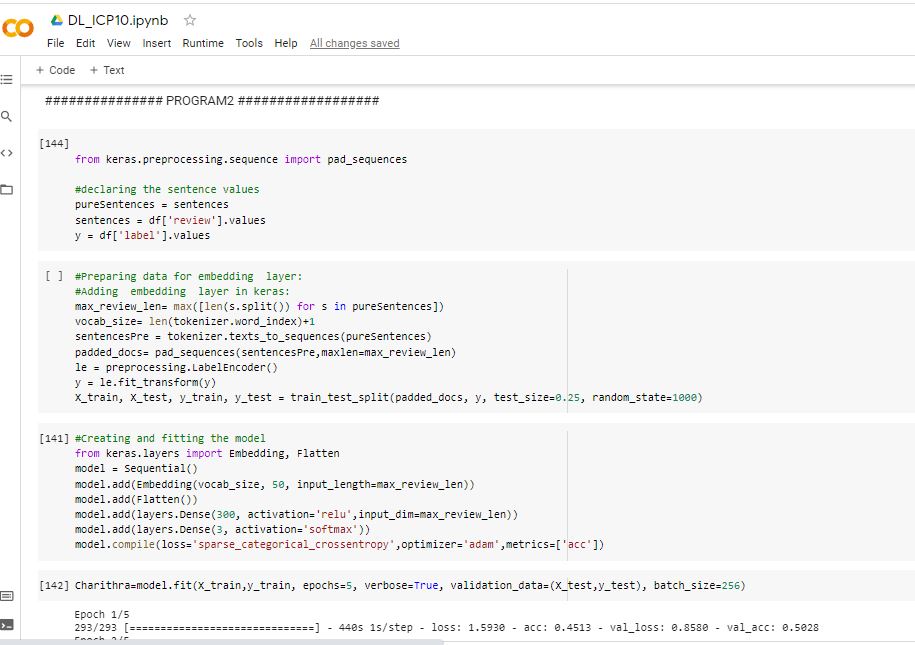 DL_ICP10.ipynb
File Edit View Insert Runtime Tools Help All changes saved
+ Code + Text
############### PROGRAM2 ##################
[144]
from keras.preprocessing.sequence import pad_sequences
#declaring the sentence values
pureSentences = sentences
sentences = df['review'].values
y = df['label'].values
[ ] #Preparing data for embedding  layer:
#Adding  embedding  layer in keras:
max_review_len= max([len(s.split()) for s in pureSentences])
vocab_size= len(tokenizer.word_index)+1
sentencesPre = tokenizer.texts_to_sequences(pureSentences)
padded_docs= pad_sequences(sentencesPre,maxlen=max_review_len)
le = preprocessing.LabelEncoder()
y = le.fit_transform(y)
X_train, X_test, y_train, y_test = train_test_split(padded_docs, y, test_size=0.25, random_state=1000)
[141] #Creating and fitting the model
from keras.layers import Embedding, Flatten
model = Sequential()
model.add(Embedding(vocab_size, 50, input_length=max_review_len))
model.add(Flatten())
model.add(layers.Dense(300, activation='relu',input_dim=max_review_len))
model.add(layers.Dense(3, activation='softmax'))
model.compile(loss='sparse_categorical_crossentropy',optimizer='adam',metrics=['acc'])
[142] Charithra=model.fit(X_train,y_train, epochs=5, verbose=True, validation_data=(X_test,y_test), batch_size=256)
Epoch 1/5
293/293 [==============================] - 440s 1s/step - loss: 1.5930 - acc: 0.4513 - val_loss: 0.8580 - val_acc: 0.5028
Epoch 2/5